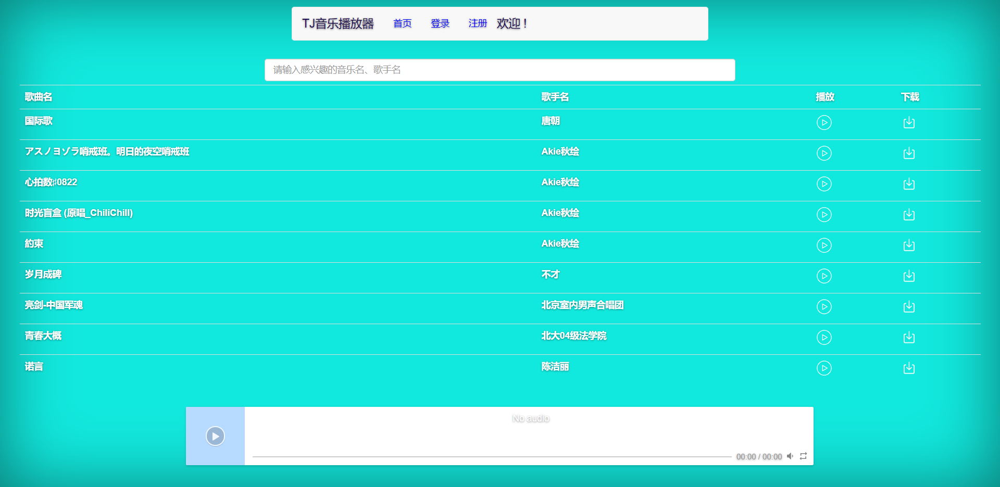 TJ音乐播放器 首页 登录 注册 欢迎！
请输入感兴趣的音乐名、歌手名
歌曲名 歌手名 播放 下载
国际歌 唐朝
アスノヨゾラ哨戒班。明日的夜空哨戒班 Akie秋绘
心拍数♯0822 Akie秋绘
时光盲盒 (原唱_ChiliChill) Akie秋绘
約束 Akie秋绘
岁月成碑 不才
亮剑-中国军魂 北京室内男声合唱团
青春大概 北大04级法学院
诺言 陈洁丽
No audio
00:00 / 00:00